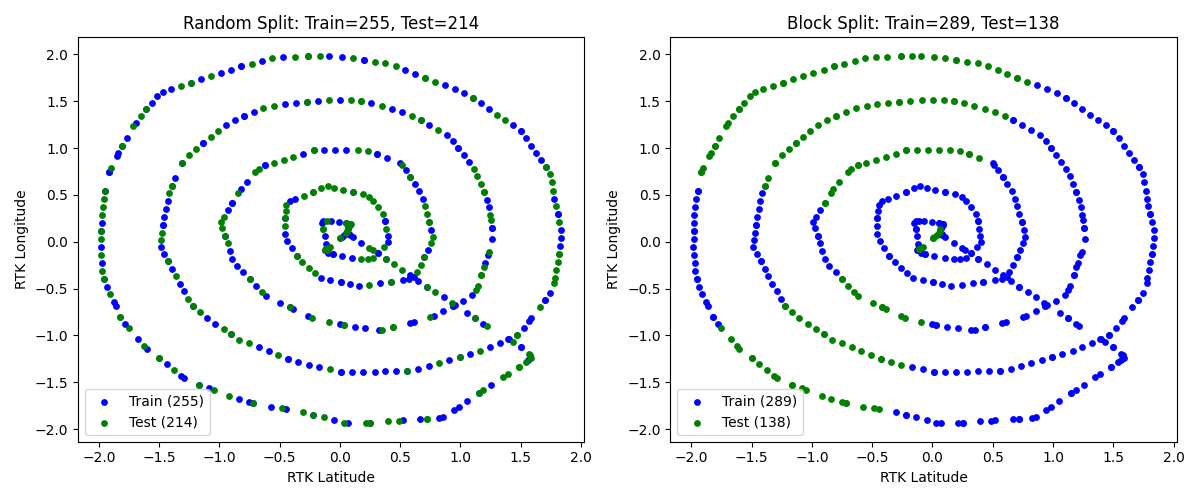 Random Split: Train=255, Test=214
RTK Longitude
2.0
1.5
1.0
0.5
0.0
−0.5
−1.0
−1.5
−2.0
Train (255)
Test (214)
−2.0 −1.5 −1.0 −0.5 0.0 0.5 1.0 1.5 2.0
RTK Latitude
Block Split: Train=289, Test=138
RTK Longitude
2.0
1.5
1.0
0.5
0.0
−0.5
−1.0
−1.5
−2.0
Train (289)
Test (138)
−2.0 −1.5 −1.0 −0.5 0.0 0.5 1.0 1.5 2.0
RTK Latitude